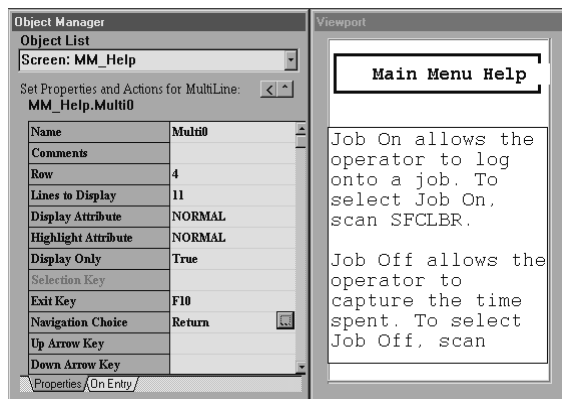 Object Manager
Object List
Screen: MM_Help
Set Properties and Actions for MultiLine: < ^
MM_Help.Multi0
Name Multi0
Comments
Row 4
Lines to Display 11
Display Attribute NORMAL
Highlight Attribute NORMAL
Display Only True
Selection Key
Exit Key F10
Navigation Choice Return ...
Up Arrow Key
Down Arrow Key
Properties On Entry
Viewport
Main Menu Help
Job On allows the
operator to log
onto a job. To
select Job On,
scan SFCLBR.
Job Off allows the
operator to
capture the time
spent. To select
Job Off, scan